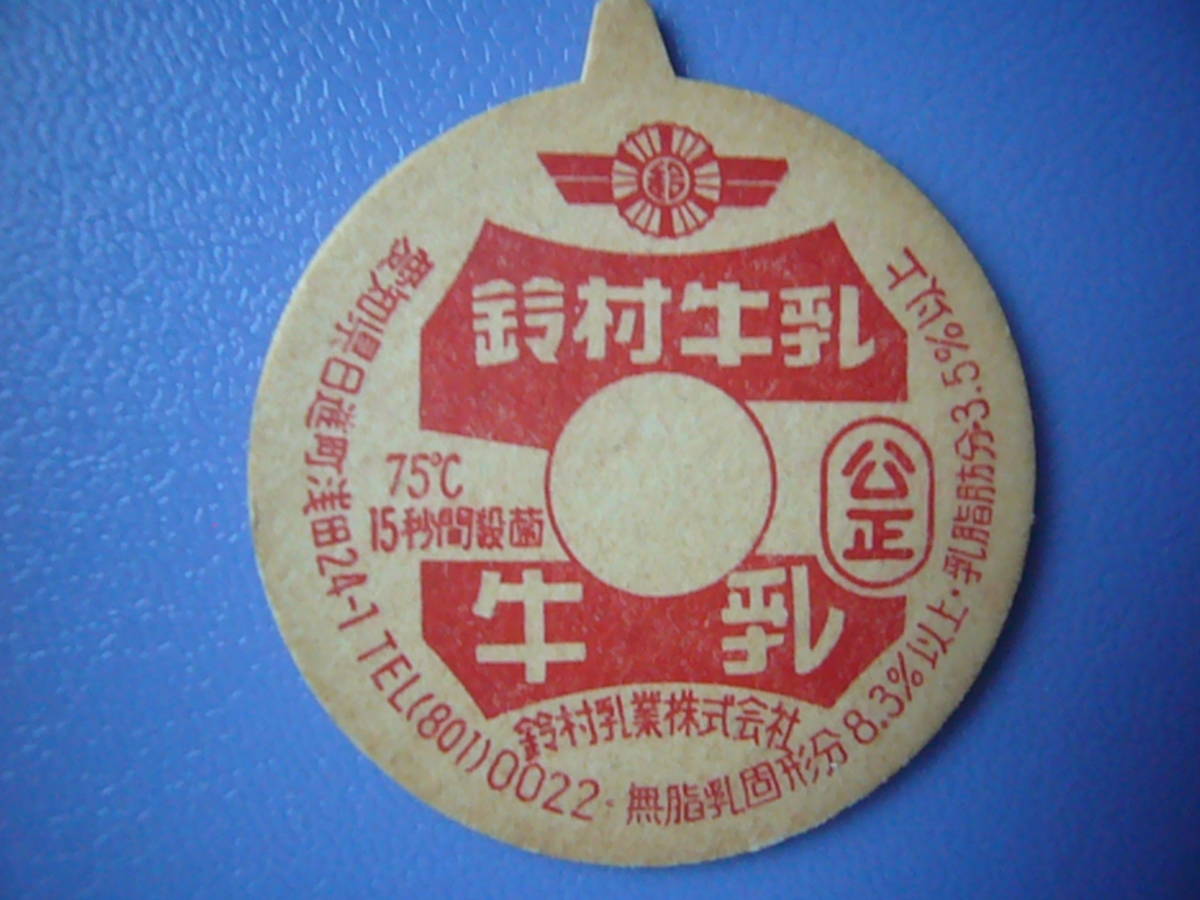 鈴村牛乳
75℃
15秒間殺菌
公正
牛乳
鈴村乳業株式会社
愛知県日進町浅田24-1 TEL(801)0022・無脂乳固形分8.3%以上・乳脂肪分3.5%以上